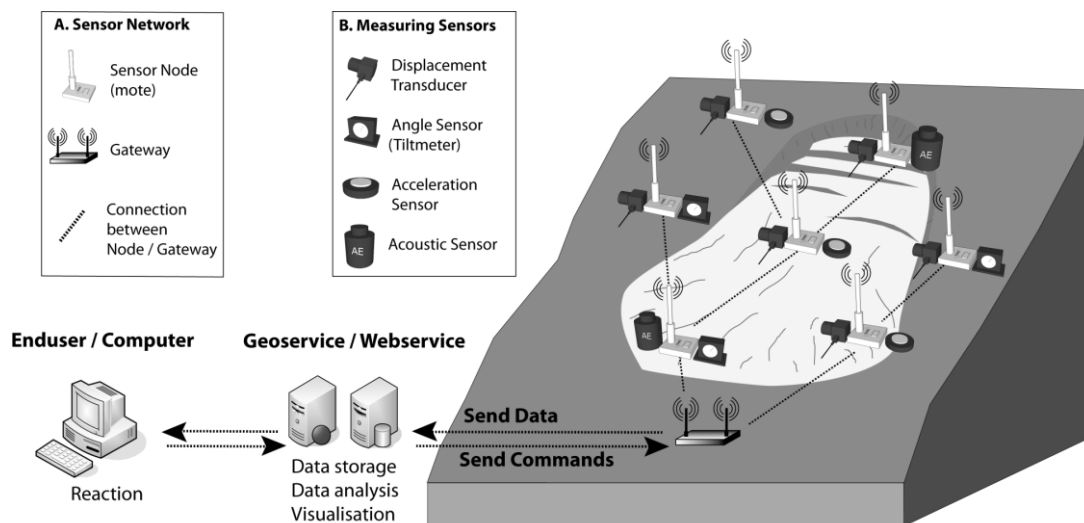 A. Sensor Network
Sensor Node
(mote)
Gateway
Connection
between
Node / Gateway
B. Measuring Sensors
Displacement
Transducer
Angle Sensor
(Tiltmeter)
Acceleration
Sensor
AE
Acoustic Sensor
AE
AE
Enduser / Computer
Reaction
Geoservice / Webservice
Data storage
Data analysis
Visualisation
Send Data
Send Commands